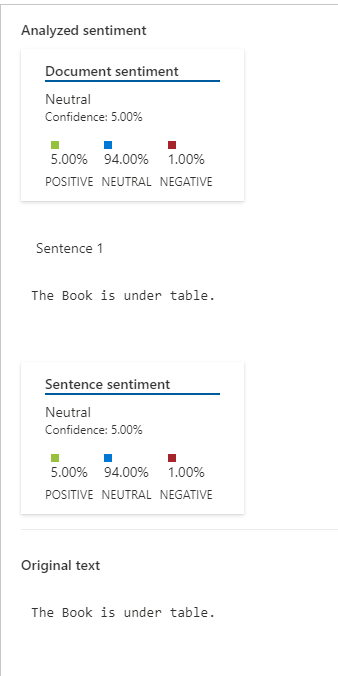 Analyzed sentiment
Document sentiment
Neutral
Confidence: 5.00%
5.00% 94.00% 1.00%
POSITIVE NEUTRAL NEGATIVE
Sentence 1
The Book is under table.
Sentence sentiment
Neutral
Confidence: 5.00%
5.00% 94.00% 1.00%
POSITIVE NEUTRAL NEGATIVE
Original text
The Book is under table.